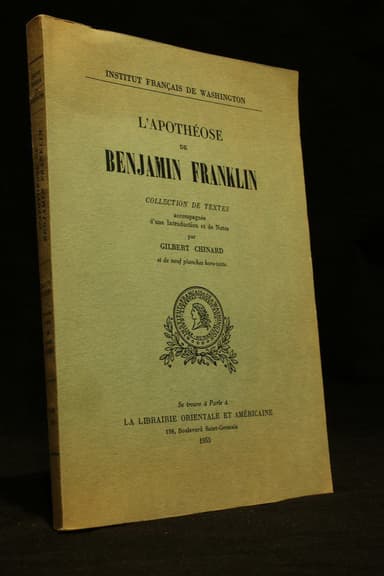 INSTITUT FRANÇAIS DE WASHINGTON
L'APOTHÉOSE
DE
BENJAMIN FRANKLIN
COLLECTION DE TEXTES
accompagnée
d'une Introduction et de Notes
par
GILBERT CHINARD
et de neuf planches hors-texte
Se trouve à Paris à
LA LIBRAIRIE ORIENTALE ET AMÉRICAINE
198, Boulevard Saint-Germain
1955